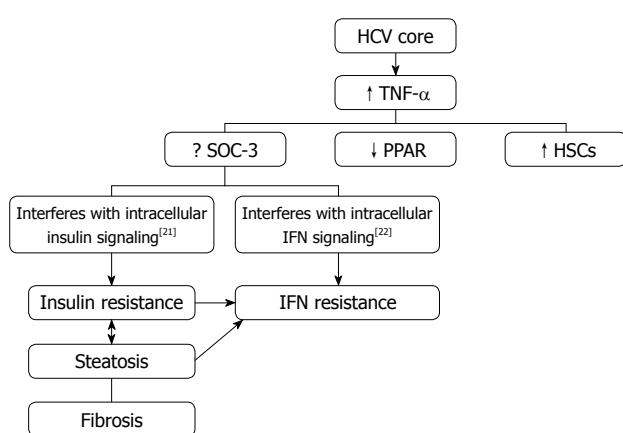 HCV core
↑ TNF-α
? SOC-3
↓ PPAR
↑ HSCs
Interferes with intracellular
insulin signaling[21]
Interferes with intracellular
IFN signaling[22]
Insulin resistance
IFN resistance
Steatosis
Fibrosis